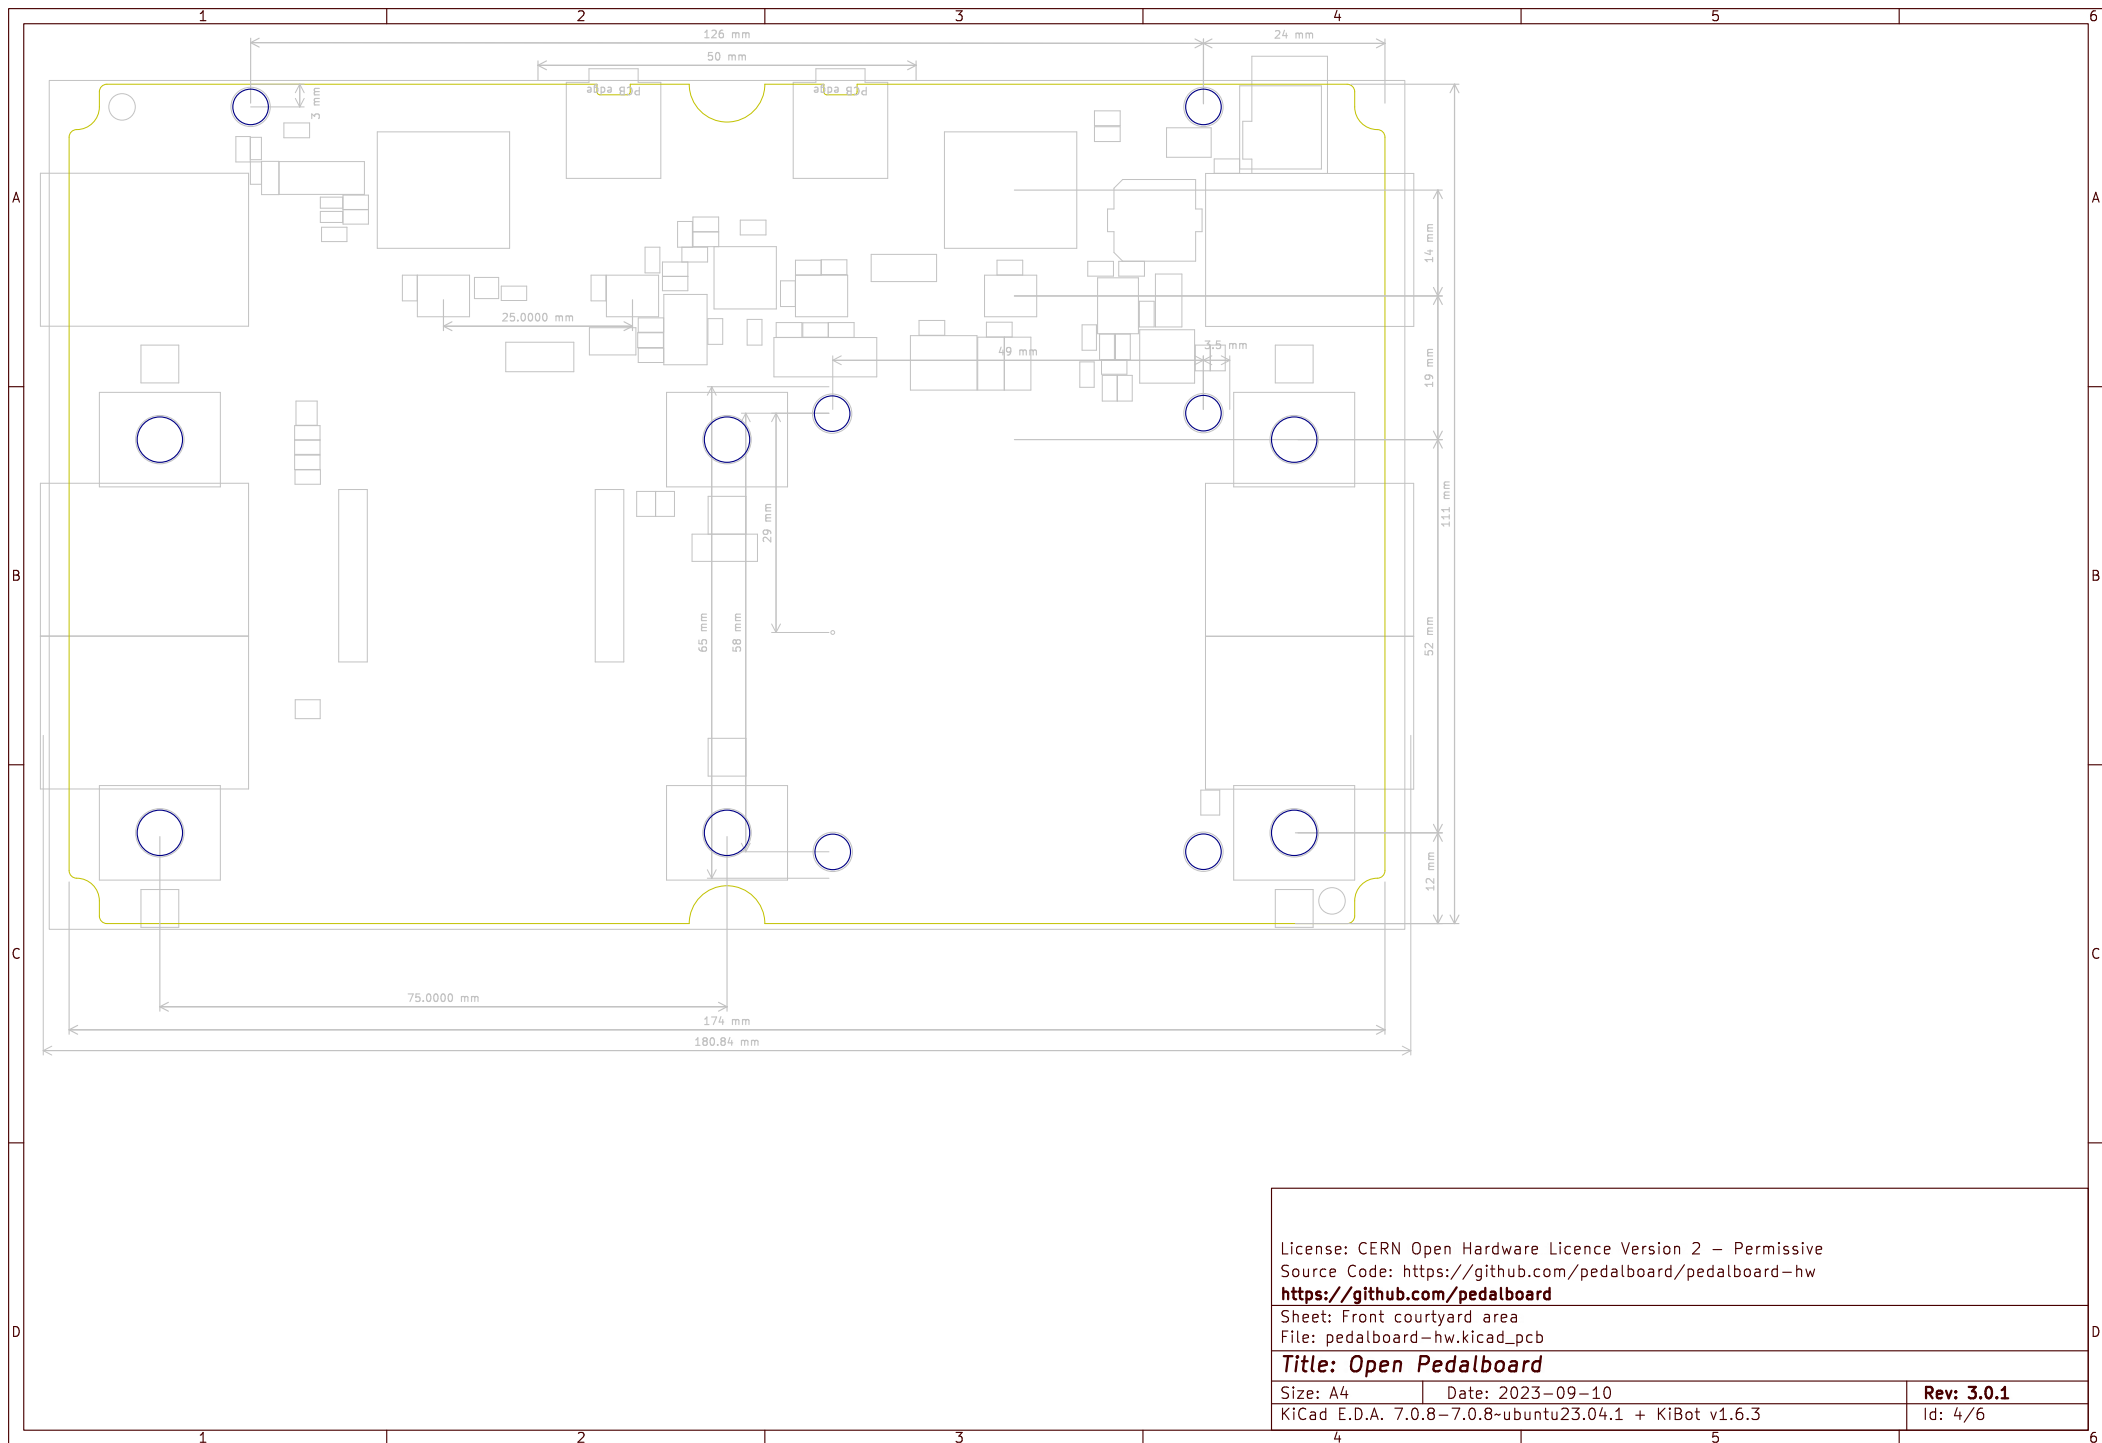 1 2 3 4 5 6
126 mm
24 mm
50 mm
PCB edge
PCB edge
3 mm
A
A
14 mm
25.0000 mm
49 mm
3.5 mm
19 mm
111 mm
29 mm
B
B
65 mm
58 mm
52 mm
12 mm
C
C
75.0000 mm
174 mm
180.84 mm
License: CERN Open Hardware Licence Version 2 - Permissive
Source Code: https://github.com/pedalboard/pedalboard-hw
https://github.com/pedalboard
Sheet: Front courtyard area
D
D
File: pedalboard-hw.kicad_pcb
Title: Open Pedalboard
Size: A4
Date: 2023-09-10
Rev: 3.0.1
KiCad E.D.A. 7.0.8-7.0.8~ubuntu23.04.1 + KiBot v1.6.3
Id: 4/6
1 2 3 4 5 6